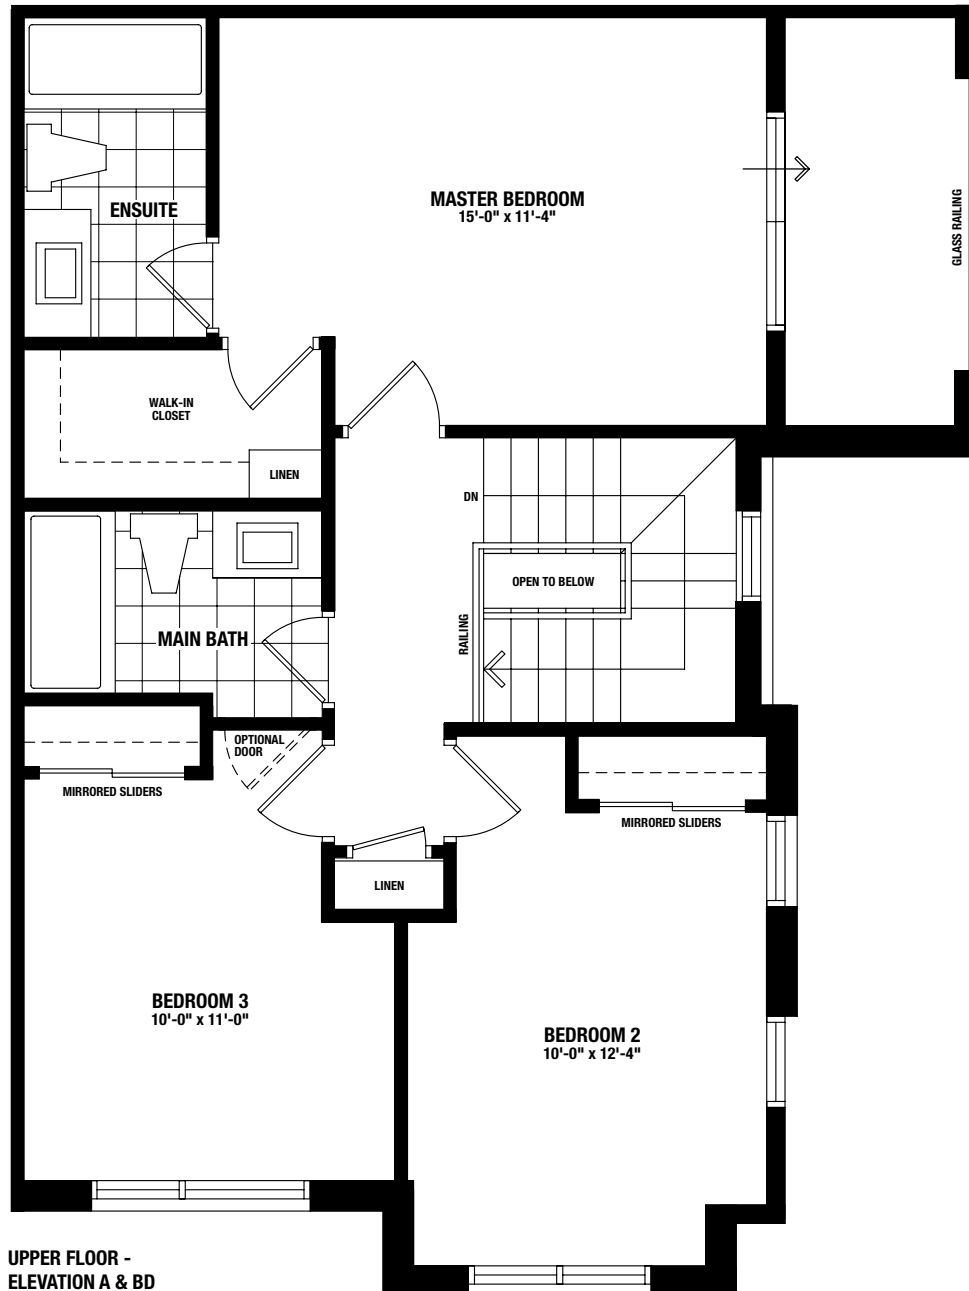 MASTER BEDROOM
15'-0" x 11'-4"
ENSUITE
GLASS RAILING
WALK-IN
CLOSET
LINEN
DN
OPEN TO BELOW
RAILING
MAIN BATH
OPTIONAL
DOOR
MIRRORED SLIDERS
MIRRORED SLIDERS
LINEN
BEDROOM 3
10'-0" x 11'-0"
BEDROOM 2
10'-0" x 12'-4"
UPPER FLOOR -
ELEVATION A & BD